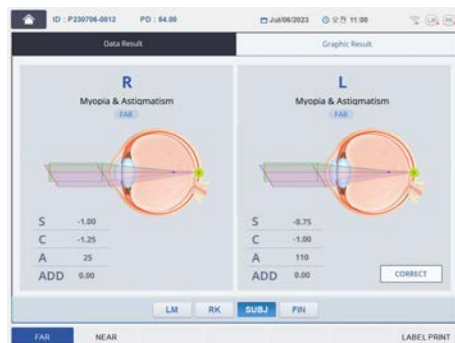 ID : P230706-0012 PD : 64.00 Jul/06/2023 오전 11:00
Data Result Graphic Result
R
Myopia & Astigmatism
FAR
S -1.00
C -1.25
A 25
ADD 0.00
L
Myopia & Astigmatism
FAR
S -0.75
C -1.00
A 110
ADD 0.00
CORRECT
LM RK SUBJ FIN
FAR NEAR LABEL PRINT